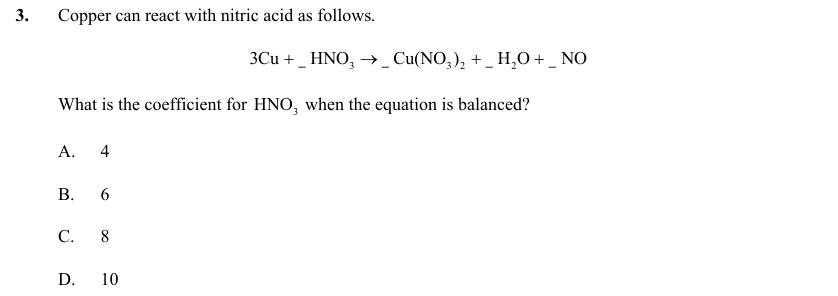 3. Copper can react with nitric acid as follows.
3Cu + _ HNO₃ → _ Cu(NO₃)₂ + _ H₂O + _ NO
What is the coefficient for HNO₃ when the equation is balanced?
A. 4
B. 6
C. 8
D. 10